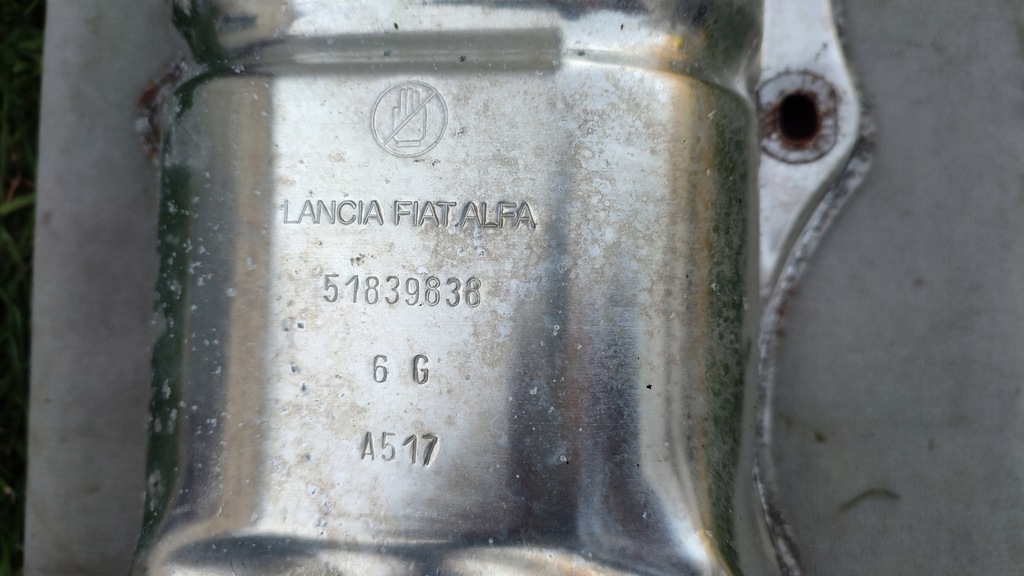 LANCIA FIAT ALFA
51839838
6 G
A517